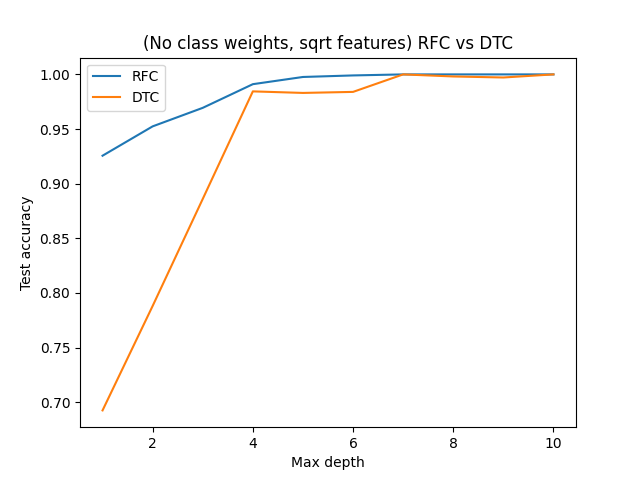 (No class weights, sqrt features) RFC vs DTC
RFC
DTC
1.00
0.95
0.90
0.85
0.80
0.75
0.70
Test accuracy
2
4
6
8
10
Max depth